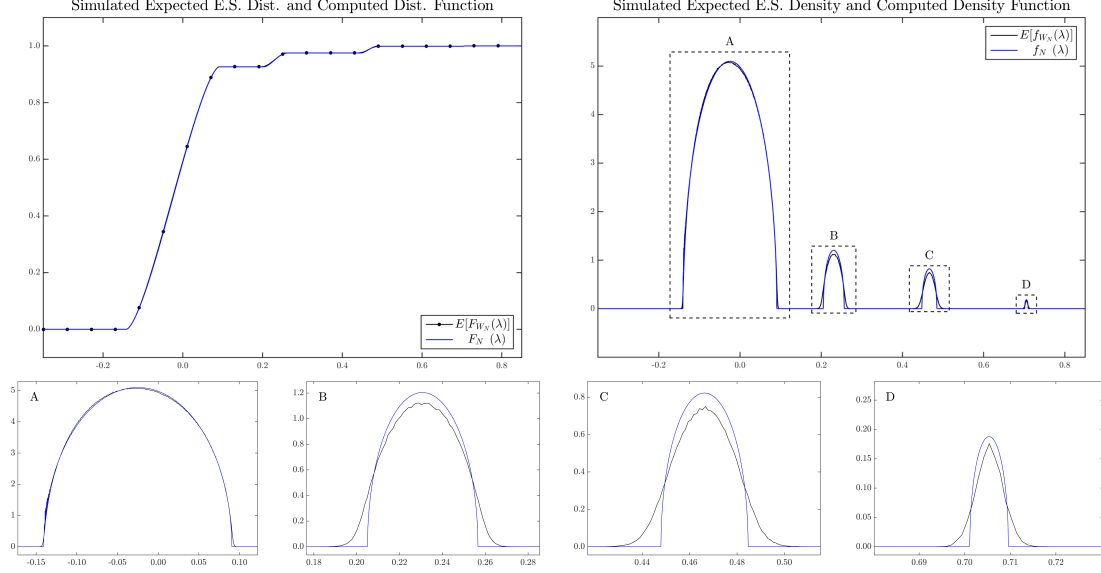 Simulated Expected E.S. Dist. and Computed Dist. Function
1.0
0.8
0.6
0.4
0.2
0.0
-0.2 0.0 0.2 0.4 0.6 0.8
E[F_{W_N}(λ)]
F_N (λ)
Simulated Expected E.S. Density and Computed Density Function
5
4
3
2
1
0
-0.2 0.0 0.2 0.4 0.6 0.8
A
B
C
D
E[f_{W_N}(λ)]
f_N (λ)
A
5
4
3
2
1
0
-0.15 -0.10 -0.05 0.00 0.05 0.10
B
1.2
1.0
0.8
0.6
0.4
0.2
0.0
0.18 0.20 0.22 0.24 0.26 0.28
C
0.8
0.6
0.4
0.2
0.0
0.44 0.46 0.48 0.50
D
0.25
0.20
0.15
0.10
0.05
0.00
0.69 0.70 0.71 0.72